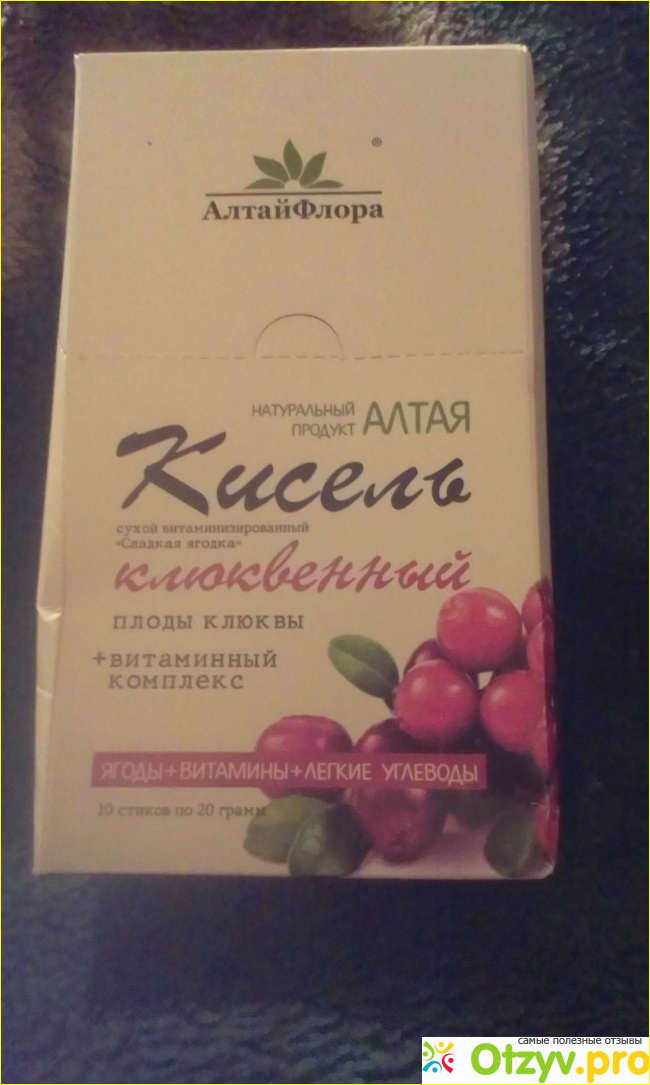 ®
АлтайФлора
НАТУРАЛЬНЫЙ
ПРОДУКТ АЛТАЯ
Кисель
сухой витаминизированный
«Сладкая ягодка»
клюквенный
плоды клюквы
+витаминный
комплекс
ЯГОДЫ+ВИТАМИНЫ+ЛЕГКИЕ УГЛЕВОДЫ
10 стиков по 20 грамм
самые полезные отзывы
Otzyv.pro